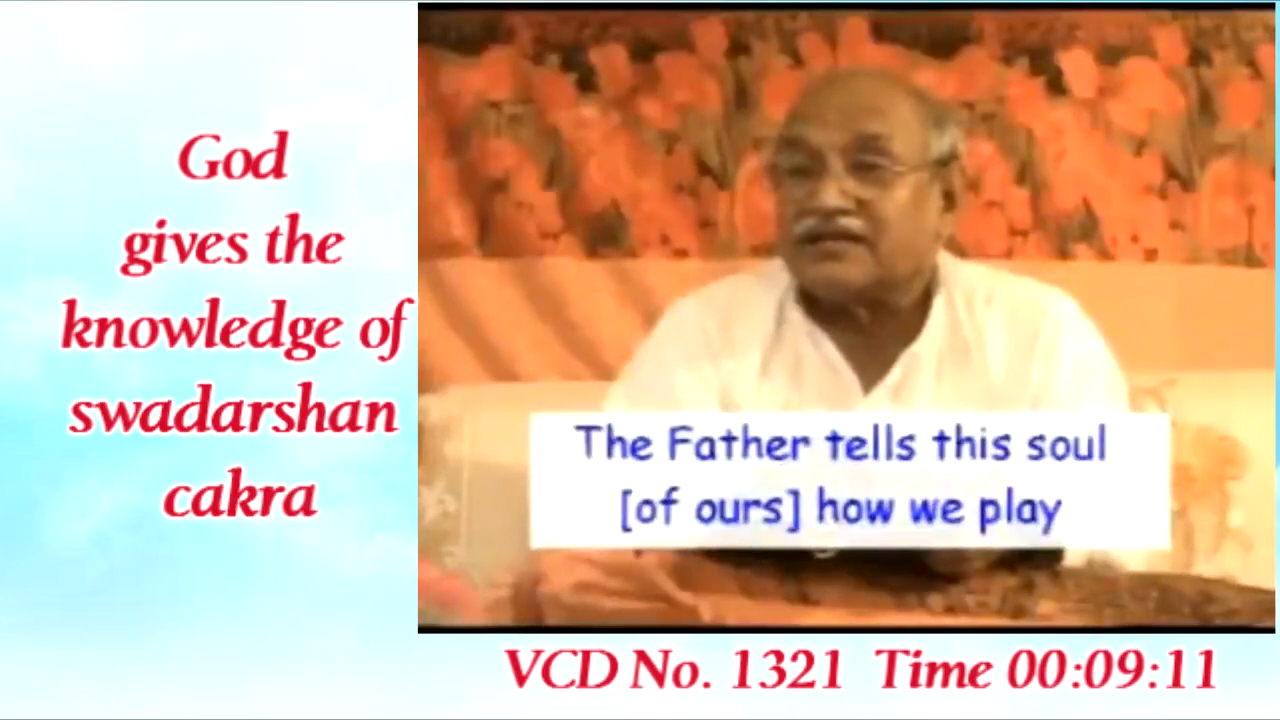 God
gives the
knowledge of
swadarshan
cakra
The Father tells this soul
[of ours] how we play
VCD No. 1321 Time 00:09:11